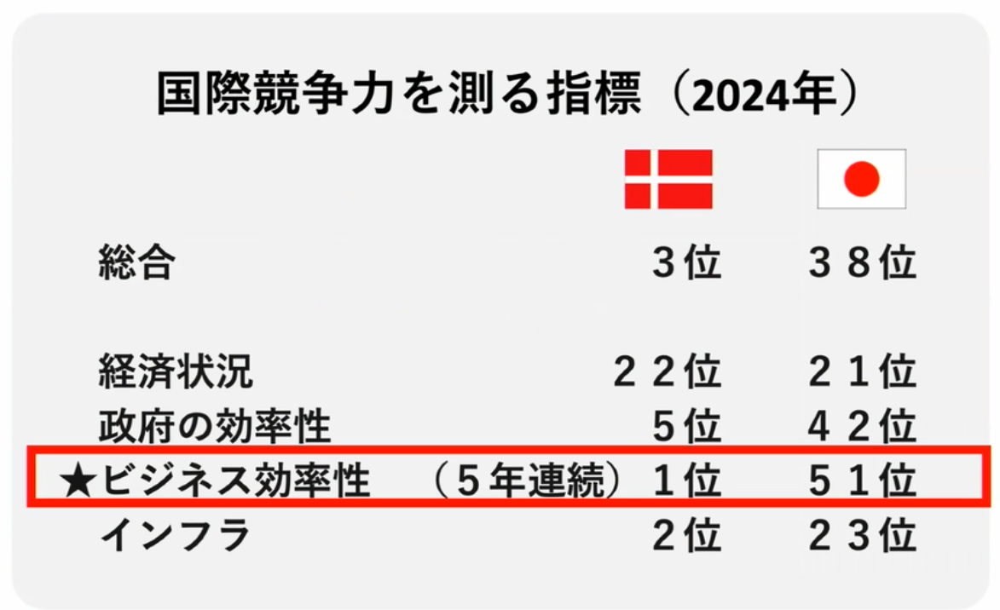 国際競争力を測る指標（2024年）
総合 3位 38位
経済状況 22位 21位
政府の効率性 5位 42位
★ビジネス効率性 （5年連続）1位 51位
インフラ 2位 23位